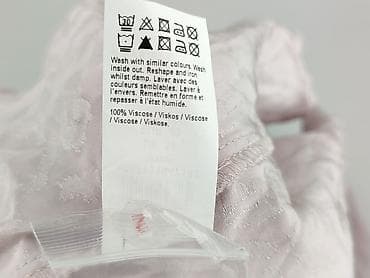 Wash with similar colours. Wash
inside out. Reshape and iron
whilst damp. Laver avec des
couleurs semblables. Laver à
l'envers. Remettre en forme et
repasser à l'état humide.
100% Viscose / Viskos / Viscose
/ Viscose / Viskose.